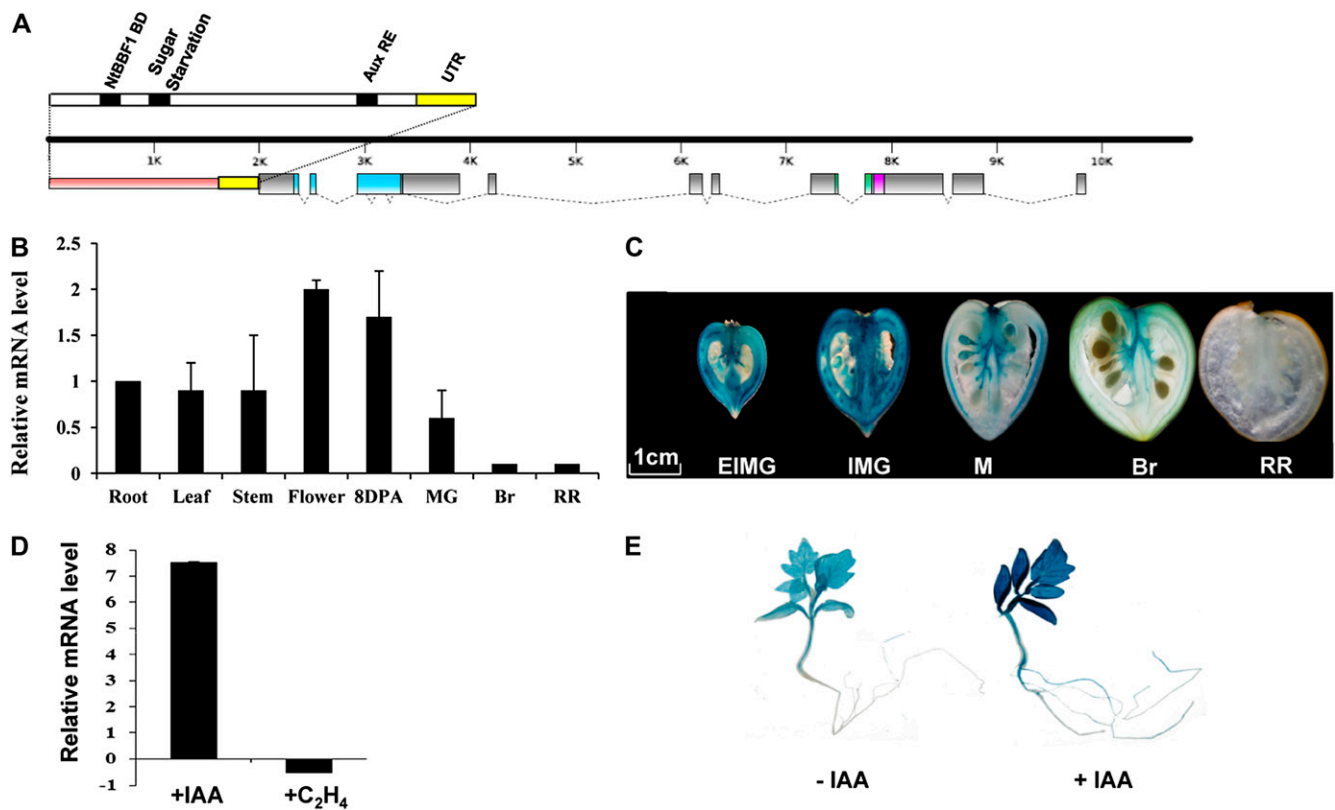 A
NtBBF1 BD
Sugar
Starvation
Aux RE
UTR
1K 2K 3K 4K 5K 6K 7K 8K 9K 10K
B
Relative mRNA level
2.5
2
1.5
1
0.5
0
Root Leaf Stem Flower 8DPA MG Br RR
C
1cm
EIMG IMG M Br RR
D
Relative mRNA level
8
7
6
5
4
3
2
1
0
-1
+IAA +C2H4
E
- IAA + IAA